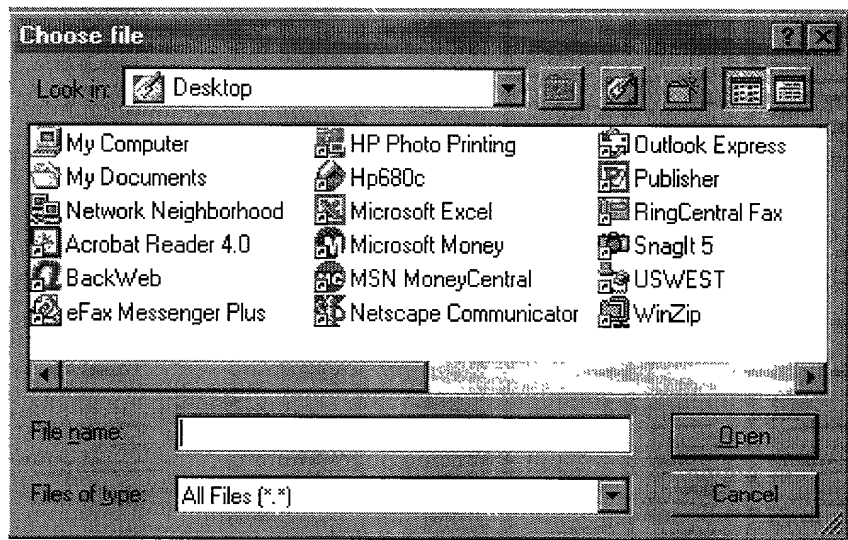 Choose file
Look in: Desktop
My Computer
My Documents
Network Neighborhood
Acrobat Reader 4.0
BackWeb
eFax Messenger Plus
HP Photo Printing
Hp680c
Microsoft Excel
Microsoft Money
MSN MoneyCentral
Netscape Communicator
Outlook Express
Publisher
RingCentral Fax
SnagIt 5
USWEST
WinZip
File name:
Open
Files of type: All Files (*.*)
Cancel